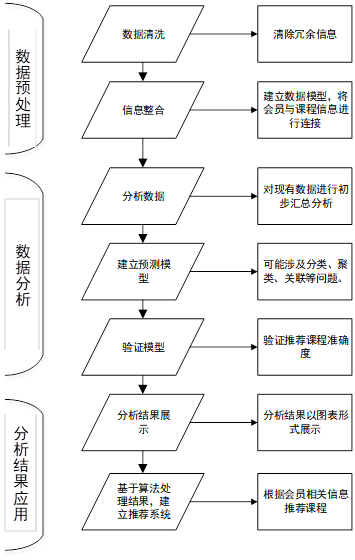 数据预处理
数据清洗
清除冗余信息
信息整合
建立数据模型，将
会员与课程信息进
行连接
数据分析
分析数据
对现有数据进行初
步汇总分析
建立预测模
型
可能涉及分类、聚
类、关联等问题。
验证模型
验证推荐课程准确
度
分析结果应用
分析结果展
示
分析结果以图表形
式展示
基于算法处
理结果，建
立推荐系统
根据会员相关信息
推荐课程